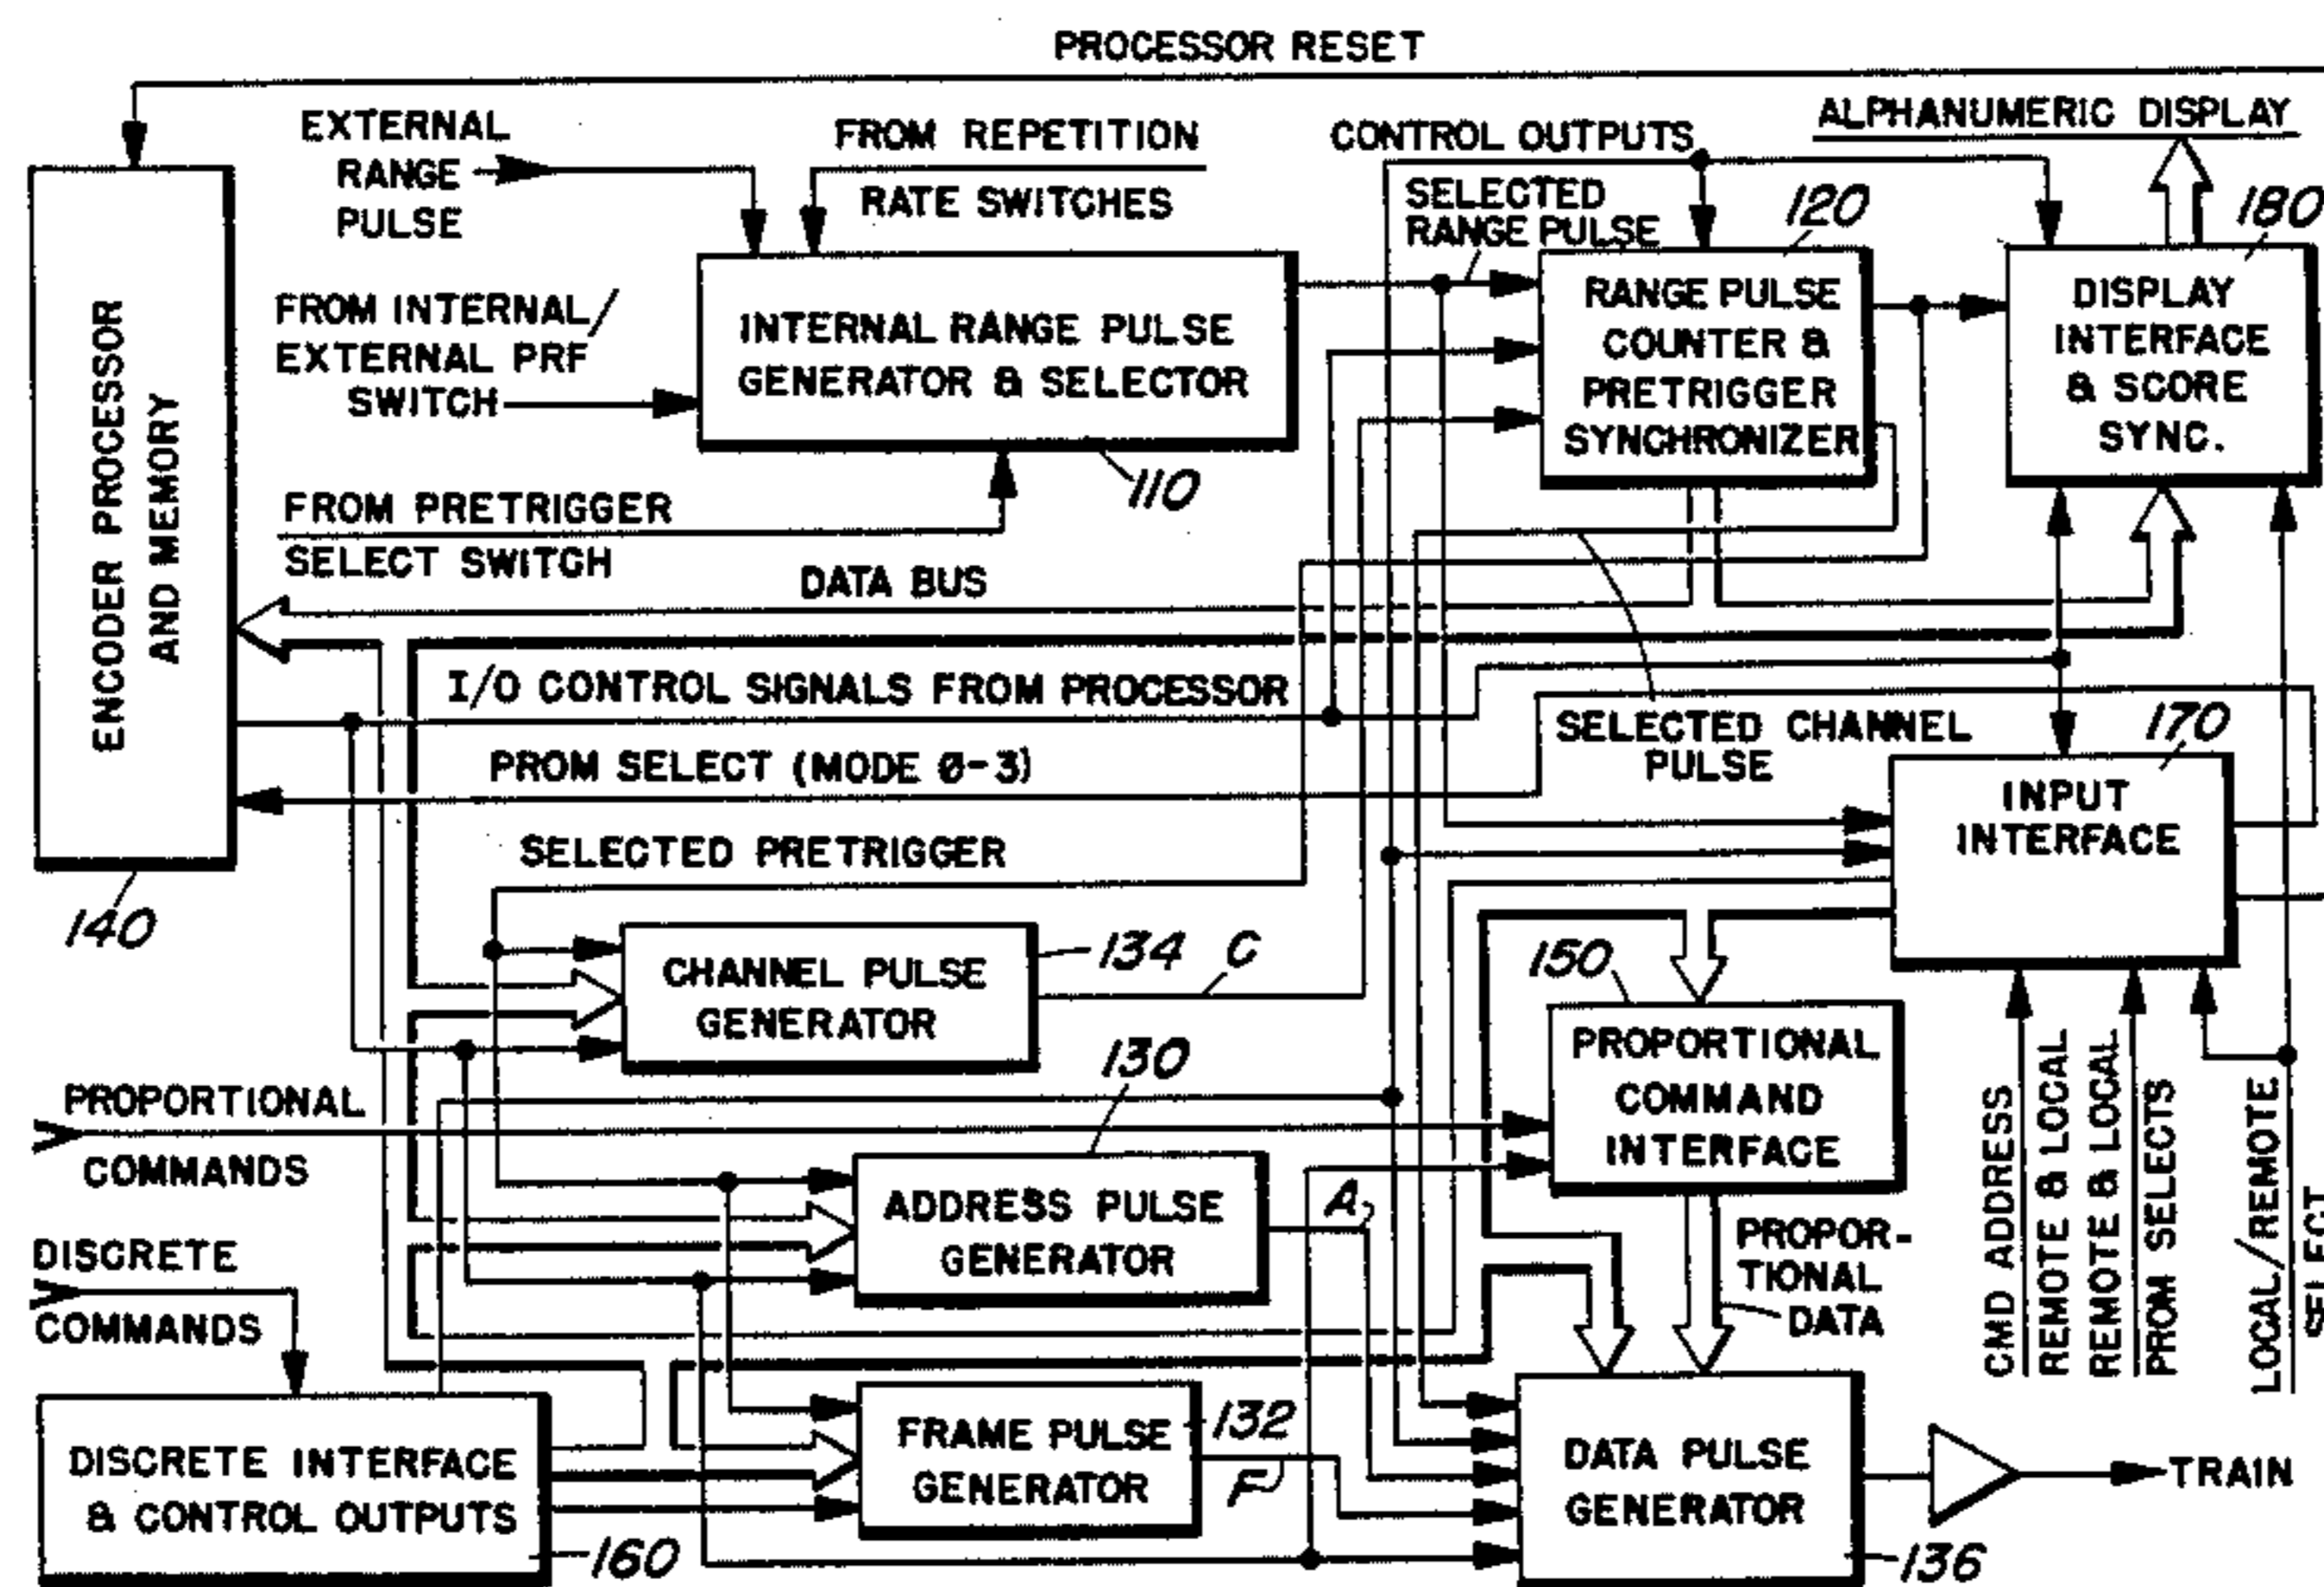 PROCESSOR RESET
EXTERNAL
RANGE
PULSE
FROM REPETITION
RATE SWITCHES
CONTROL OUTPUTS
ALPHANUMERIC DISPLAY
SELECTED
RANGE PULSE
120
180
ENCODER PROCESSOR
AND MEMORY
140
FROM INTERNAL/
EXTERNAL PRF
SWITCH
INTERNAL RANGE PULSE
GENERATOR & SELECTOR
110
RANGE PULSE
COUNTER &
PRETRIGGER
SYNCHRONIZER
DISPLAY
INTERFACE
& SCORE
SYNC.
FROM PRETRIGGER
SELECT SWITCH
DATA BUS
I/O CONTROL SIGNALS FROM PROCESSOR
SELECTED CHANNEL
PULSE
170
PROM SELECT (MODE 0-3)
INPUT
INTERFACE
SELECTED PRETRIGGER
CHANNEL PULSE
GENERATOR
134
C
150
PROPORTIONAL
COMMAND
INTERFACE
PROPORTIONAL
COMMANDS
130
ADDRESS PULSE
GENERATOR
A
PROPOR-
TIONAL
DATA
CMD ADDRESS
REMOTE & LOCAL
REMOTE & LOCAL
PROM SELECTS
LOCAL/REMOTE
SELECT
DISCRETE
COMMANDS
DISCRETE INTERFACE
& CONTROL OUTPUTS
160
FRAME PULSE
GENERATOR
132
F
DATA PULSE
GENERATOR
136
TRAIN